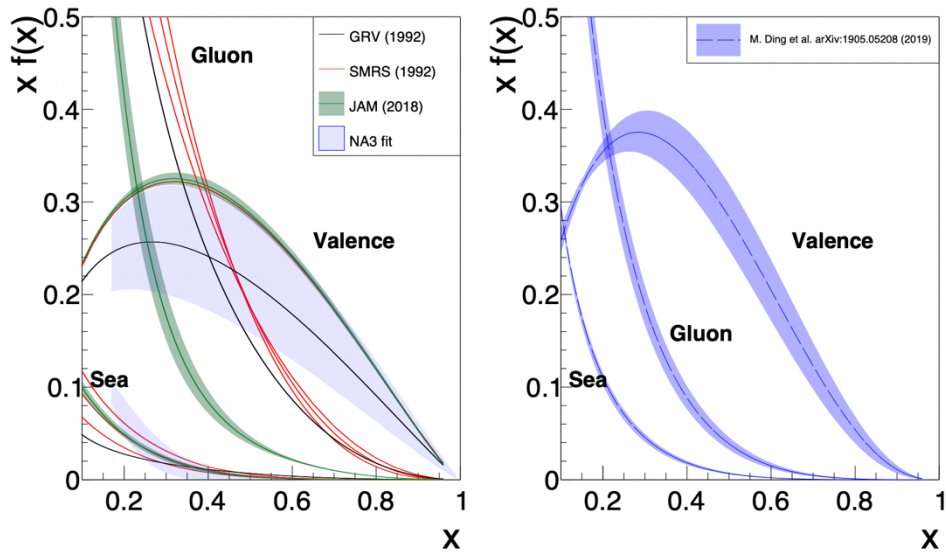 x f(x)
0.5
0.4
0.3
0.2
0.1
0
Gluon
GRV (1992)
SMRS (1992)
JAM (2018)
NA3 fit
Valence
Sea
0.2
0.4
0.6
0.8
1
x
x f(x)
0.5
0.4
0.3
0.2
0.1
0
M. Ding et al. arXiv:1905.05208 (2019)
Valence
Gluon
Sea
0.2
0.4
0.6
0.8
1
x